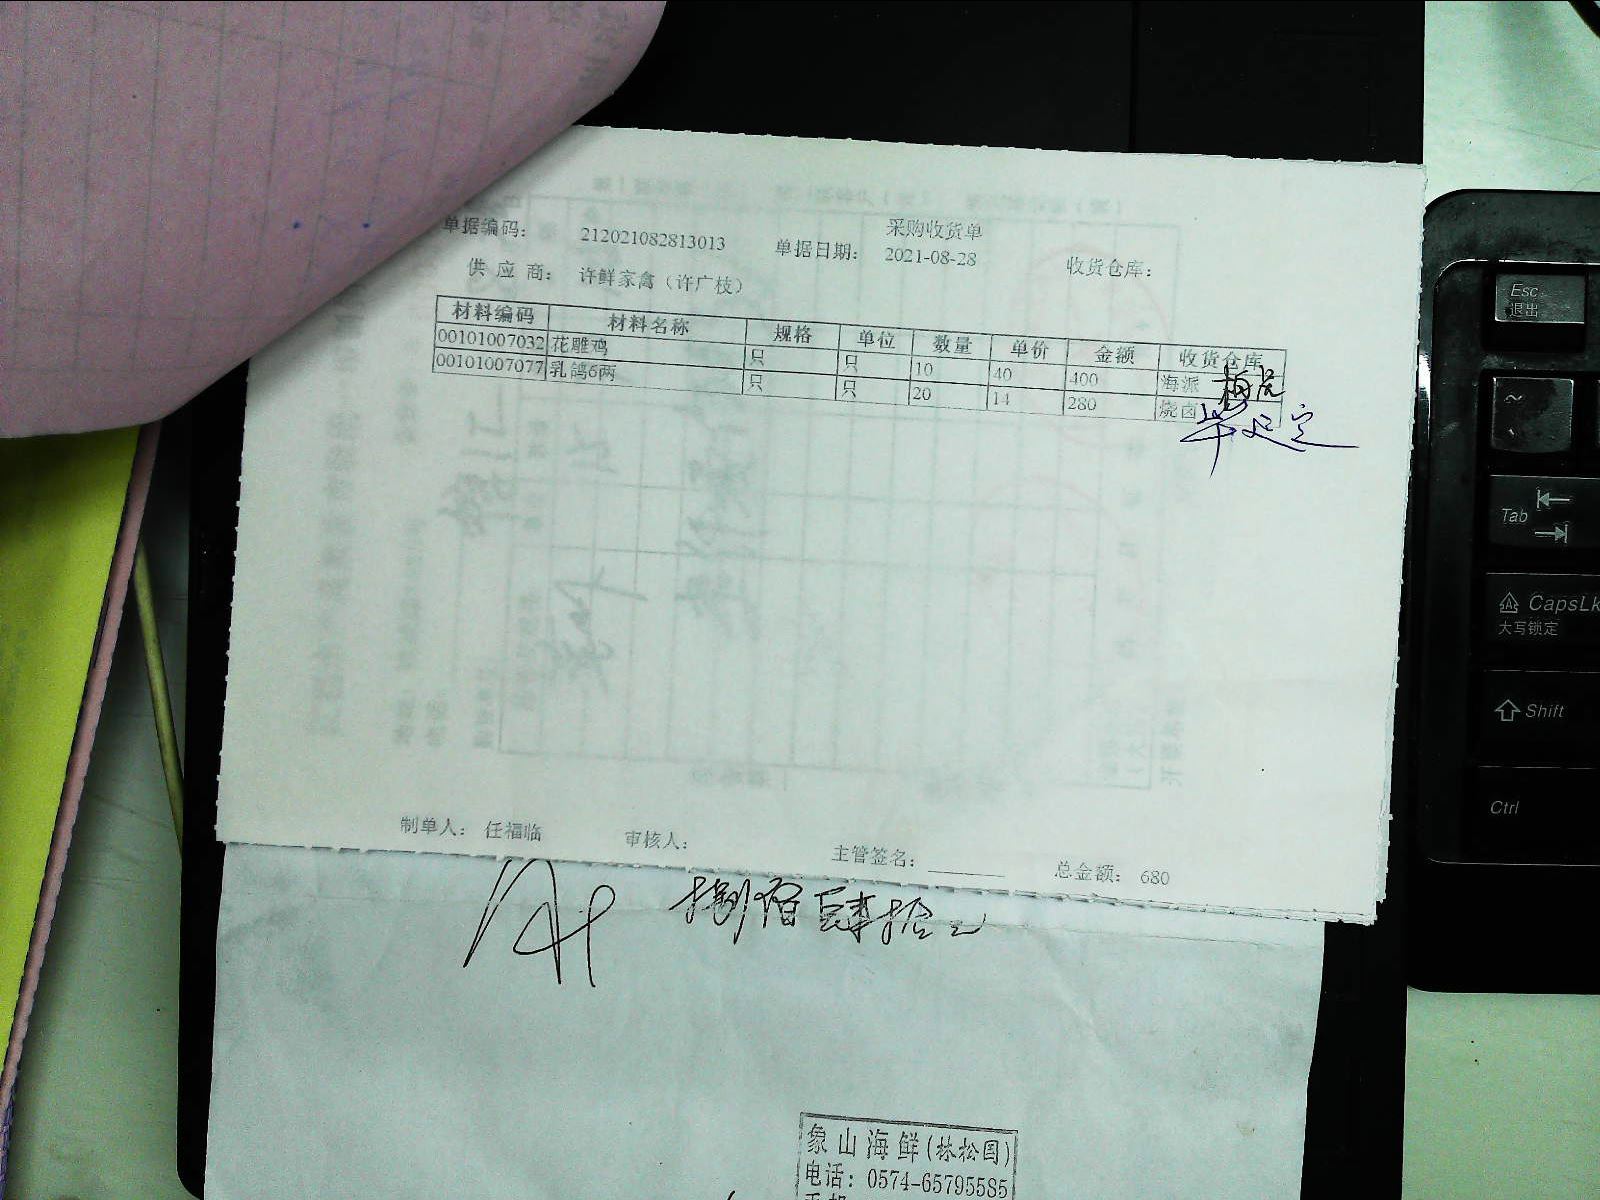 采购收货单
单据编码： 212021082813013 单据日期： 2021-08-28 收货仓库：
供应商： 许鲜家禽（许广枝）
材料编码 材料名称 规格 单位 数量 单价 金额 收货仓库
00101007032 花雕鸡 只 只 10 40 400 海派
00101007077 乳鸽6两 只 只 20 14 280 烧卤
制单人： 任福临 审核人： 主管签名： 总金额： 680
捌佰肆拾元
象山海鲜(林松国)
电话：0574-65795585
Esc
退出
~
Tab
CapsLk
大写锁定
Shift
Ctrl